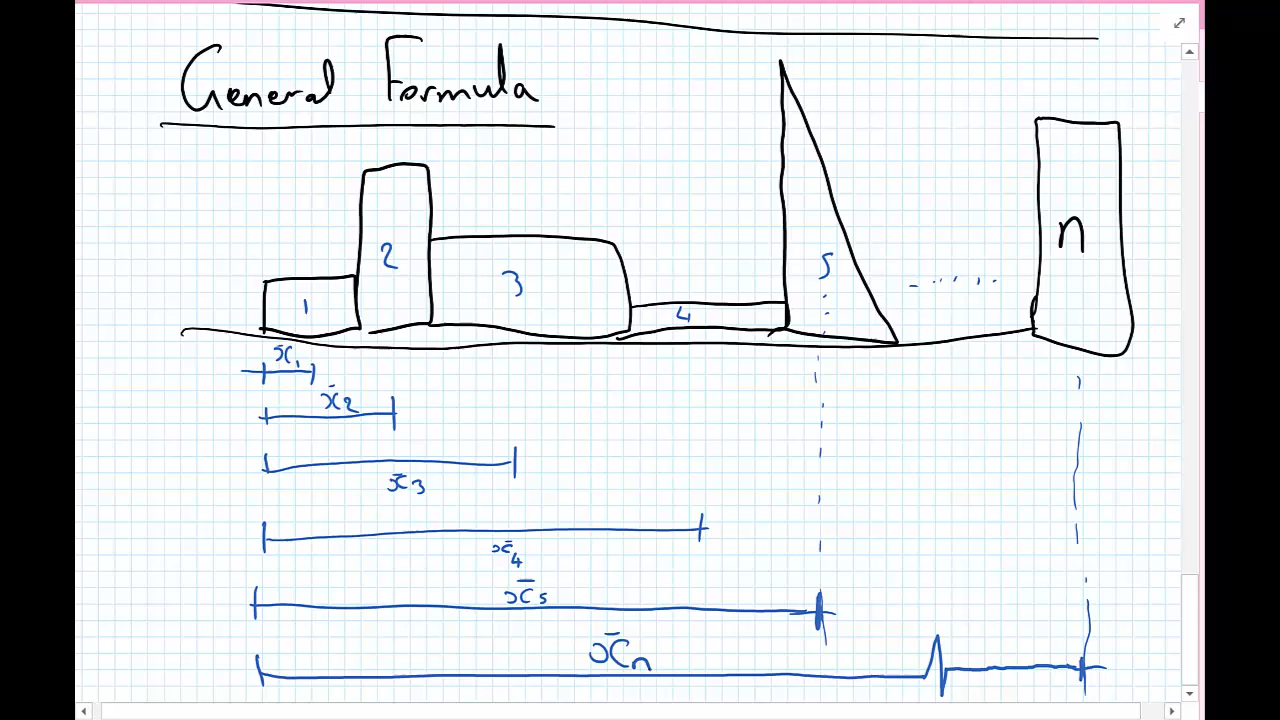 General Formula
1 2 3 4 5 ...... n
x̄₁
x̄₂
x̄₃
x̄₄
x̄₅
x̄ₙ